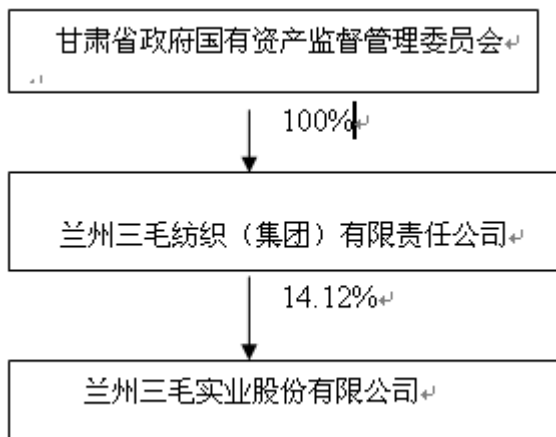 甘肃省政府国有资产监督管理委员会
100%
兰州三毛纺织（集团）有限责任公司
14.12%
兰州三毛实业股份有限公司